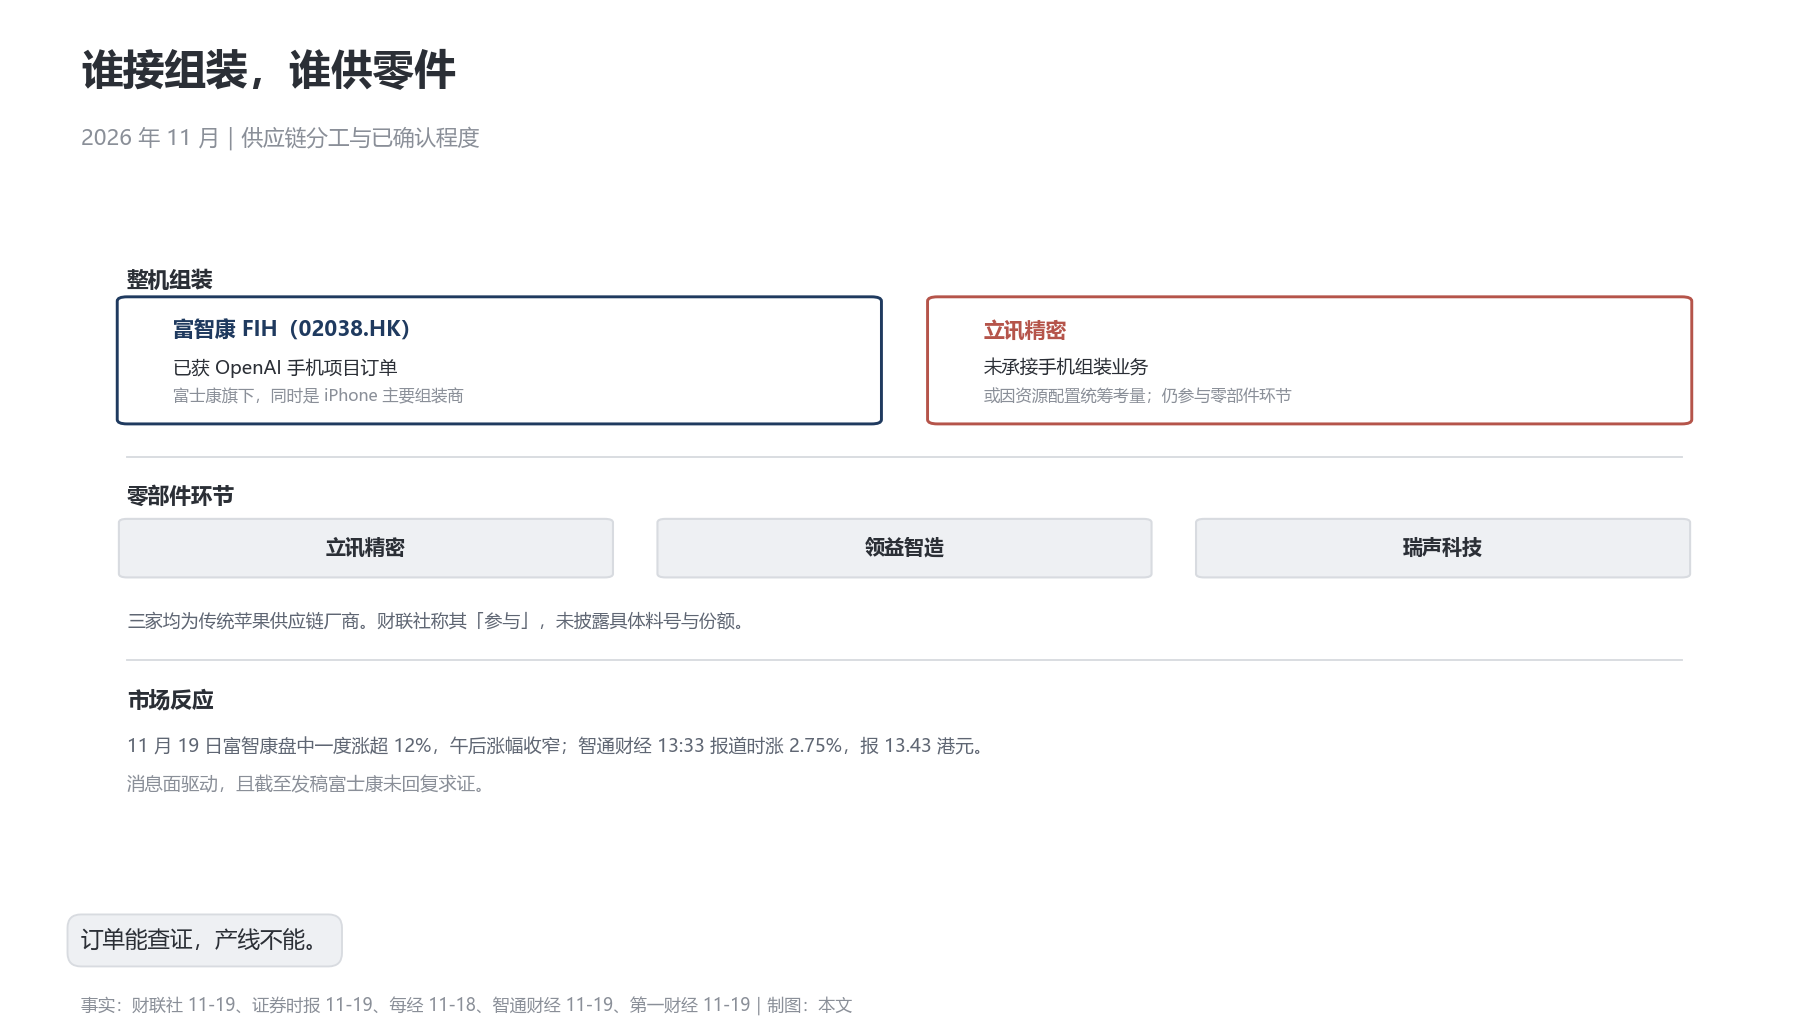 谁接组装，谁供零件
2026 年 11 月 | 供应链分工与已确认程度
整机组装
富智康 FIH（02038.HK）
已获 OpenAI 手机项目订单
富士康旗下，同时是 iPhone 主要组装商
立讯精密
未承接手机组装业务
或因资源配置统筹考量；仍参与零部件环节
零部件环节
立讯精密
领益智造
瑞声科技
三家均为传统苹果供应链厂商。财联社称其「参与」，未披露具体料号与份额。
市场反应
11 月 19 日富智康盘中一度涨超 12%，午后涨幅收窄；智通财经 13:33 报道时涨 2.75%，报 13.43 港元。
消息面驱动，且截至发稿富士康未回复求证。
订单能查证，产线不能。
事实：财联社 11-19、证券时报 11-19、每经 11-18、智通财经 11-19、第一财经 11-19 | 制图：本文